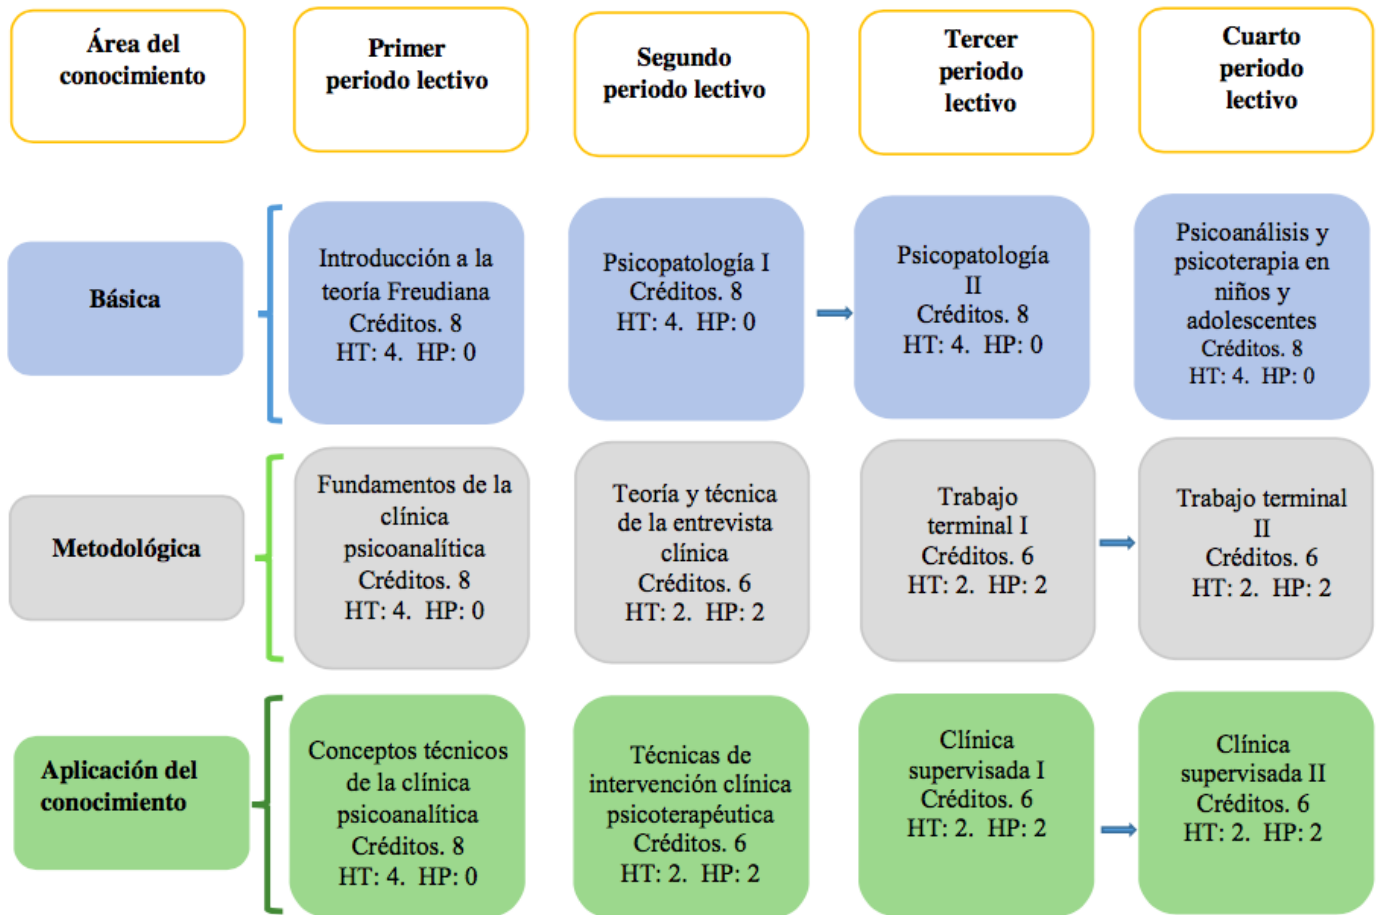 Área del
conocimiento
Primer
periodo lectivo
Segundo
periodo lectivo
Tercer
periodo
lectivo
Cuarto
periodo
lectivo
Básica
Introducción a la
teoría Freudiana
Créditos. 8
HT: 4.  HP: 0
Psicopatología I
Créditos. 8
HT: 4.  HP: 0
Psicopatología
II
Créditos. 8
HT: 4.  HP: 0
Psicoanálisis y
psicoterapia en
niños y
adolescentes
Créditos. 8
HT: 4.  HP: 0
Metodológica
Fundamentos de la
clínica
psicoanalítica
Créditos. 8
HT: 4.  HP: 0
Teoría y técnica
de la entrevista
clínica
Créditos. 6
HT: 2.  HP: 2
Trabajo
terminal I
Créditos. 6
HT: 2.  HP: 2
Trabajo terminal
II
Créditos. 6
HT: 2.  HP: 2
Aplicación del
conocimiento
Conceptos técnicos
de la clínica
psicoanalítica
Créditos. 8
HT: 4.  HP: 0
Técnicas de
intervención clínica
psicoterapéutica
Créditos. 6
HT: 2.  HP: 2
Clínica
supervisada I
Créditos. 6
HT: 2.  HP: 2
Clínica
supervisada II
Créditos. 6
HT: 2.  HP: 2